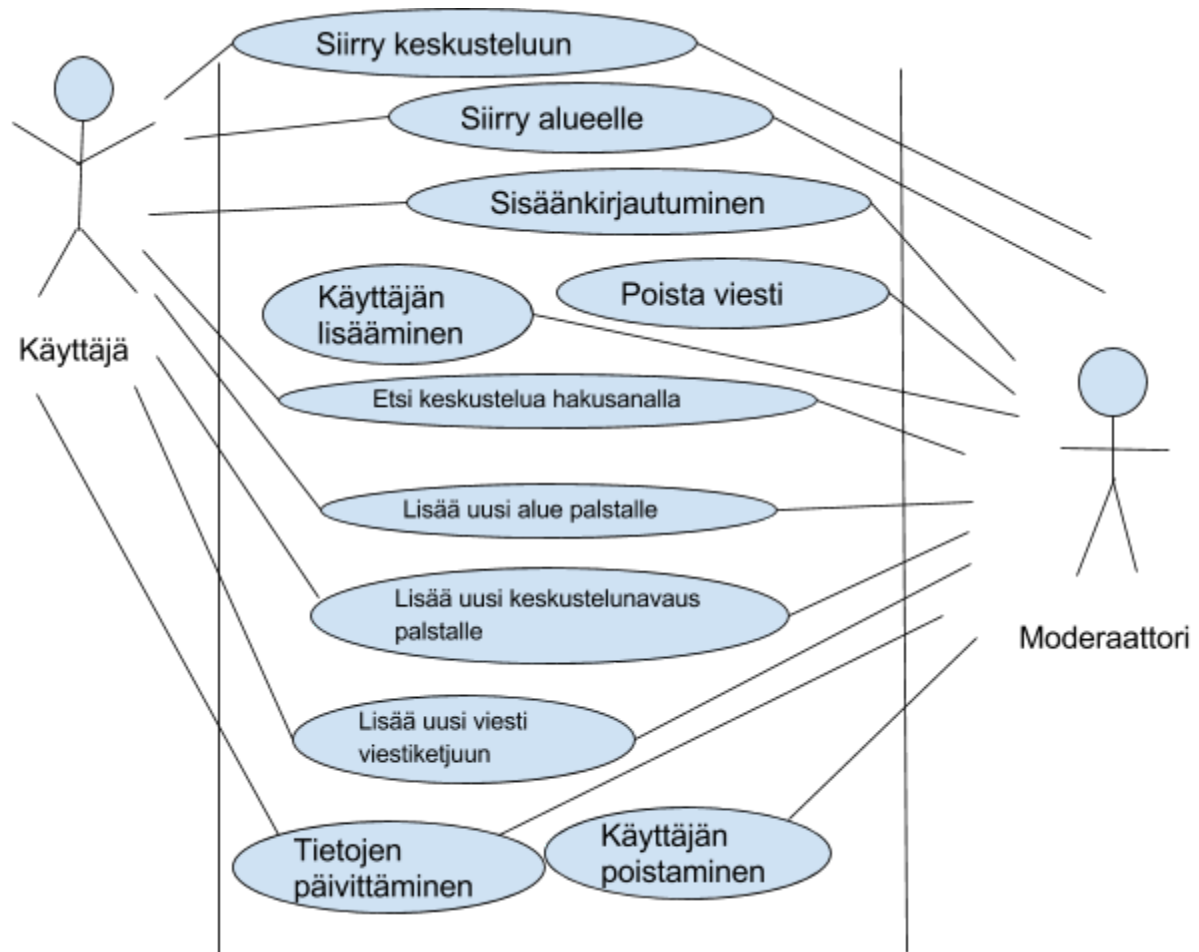 Siirry keskusteluun
Siirry alueelle
Sisäänkirjautuminen
Poista viesti
Käyttäjän
lisääminen
Käyttäjä
Etsi keskustelua hakusanalla
Lisää uusi alue palstalle
Lisää uusi keskustelunavaus
palstalle
Moderaattori
Lisää uusi viesti
viestiketjuun
Tietojen
päivittäminen
Käyttäjän
poistaminen